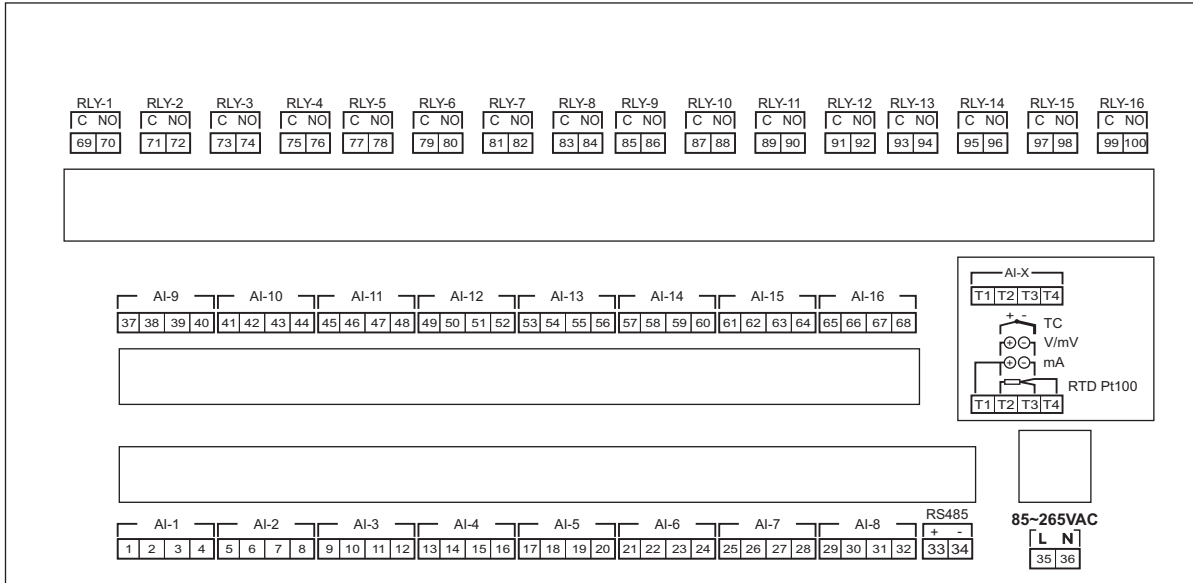 RLY-1 RLY-2 RLY-3 RLY-4 RLY-5 RLY-6 RLY-7 RLY-8 RLY-9 RLY-10 RLY-11 RLY-12 RLY-13 RLY-14 RLY-15 RLY-16
C NO C NO C NO C NO C NO C NO C NO C NO C NO C NO C NO C NO C NO C NO C NO C NO
69 70 71 72 73 74 75 76 77 78 79 80 81 82 83 84 85 86 87 88 89 90 91 92 93 94 95 96 97 98 99 100
AI-9 AI-10 AI-11 AI-12 AI-13 AI-14 AI-15 AI-16
37 38 39 40 41 42 43 44 45 46 47 48 49 50 51 52 53 54 55 56 57 58 59 60 61 62 63 64 65 66 67 68
AI-X
T1 T2 T3 T4
+ - TC
+ - V/mV
+ - mA
RTD Pt100
T1 T2 T3 T4
AI-1 AI-2 AI-3 AI-4 AI-5 AI-6 AI-7 AI-8 RS485
+ -
1 2 3 4 5 6 7 8 9 10 11 12 13 14 15 16 17 18 19 20 21 22 23 24 25 26 27 28 29 30 31 32 33 34
85~265VAC
L N
35 36